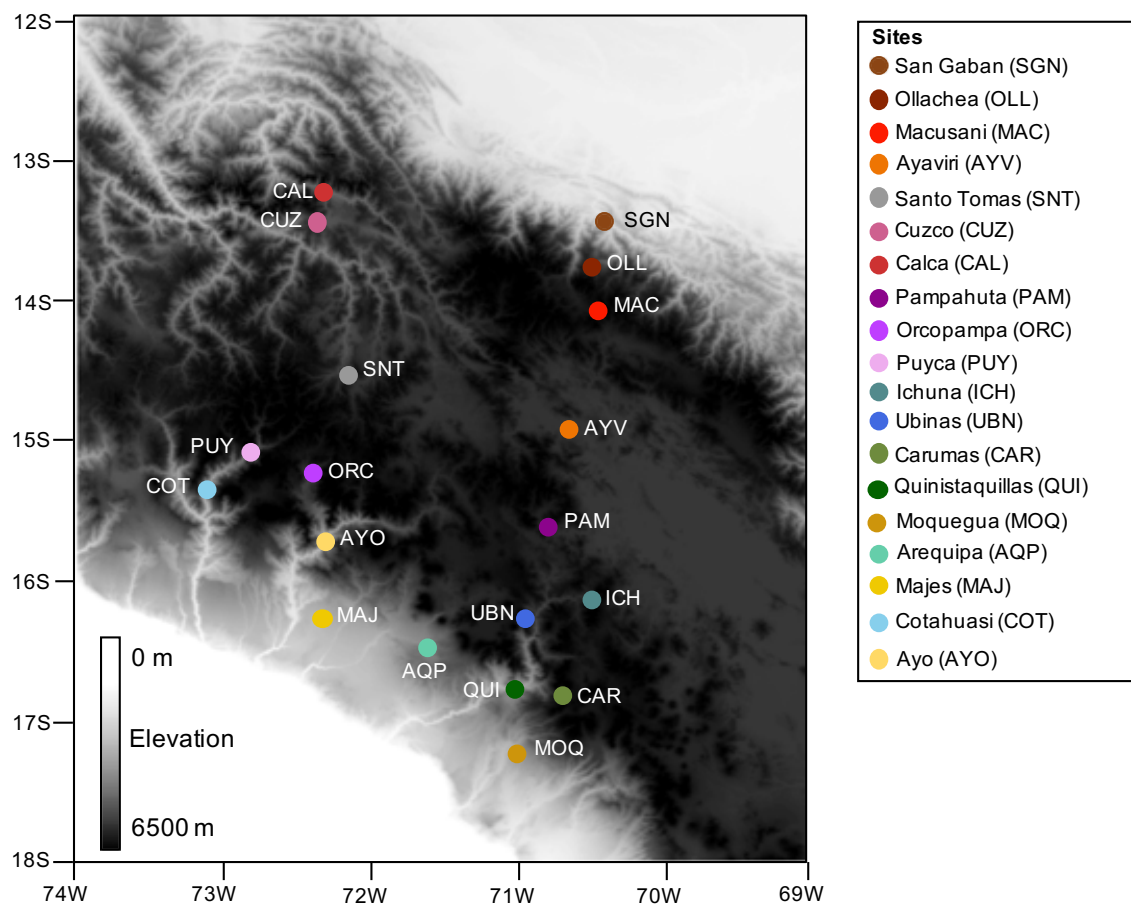 12S
13S
14S
15S
16S
17S
18S
74W
73W
72W
71W
70W
69W
CAL
CUZ
SGN
OLL
MAC
SNT
AYV
PUY
ORC
COT
PAM
AYO
ICH
MAJ
UBN
AQP
QUI
CAR
MOQ
0 m
Elevation
6500 m
Sites
San Gaban (SGN)
Ollachea (OLL)
Macusani (MAC)
Ayaviri (AYV)
Santo Tomas (SNT)
Cuzco (CUZ)
Calca (CAL)
Pampahuta (PAM)
Orcopampa (ORC)
Puyca (PUY)
Ichuna (ICH)
Ubinas (UBN)
Carumas (CAR)
Quinistaquillas (QUI)
Moquegua (MOQ)
Arequipa (AQP)
Majes (MAJ)
Cotahuasi (COT)
Ayo (AYO)